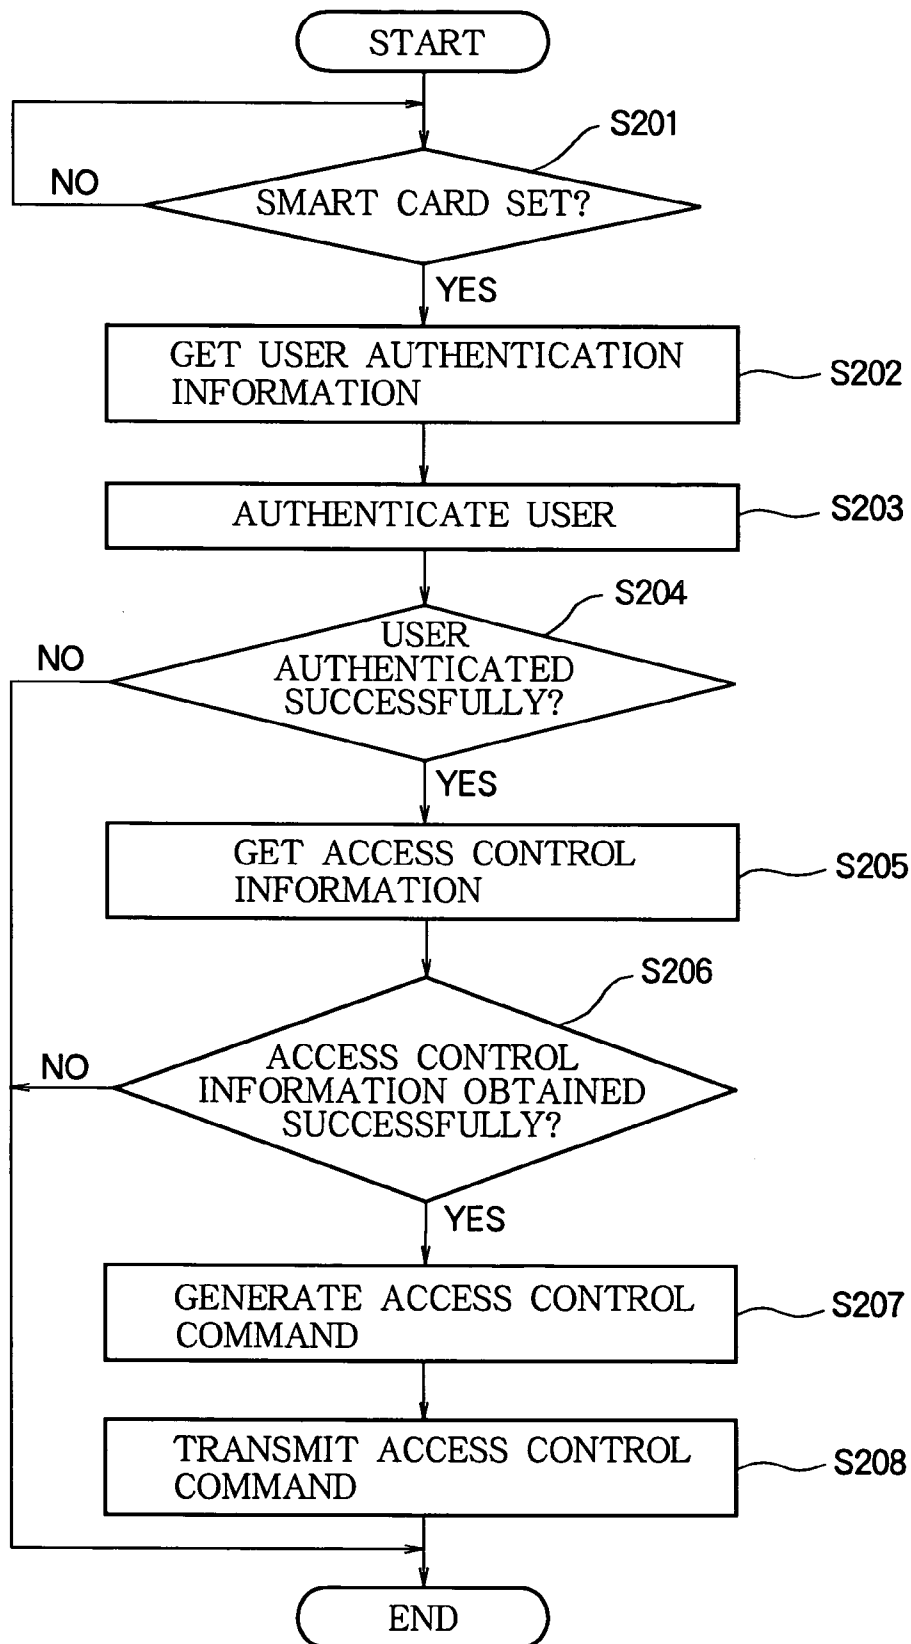 START
S201
NO
SMART CARD SET?
YES
GET USER AUTHENTICATION
INFORMATION
S202
AUTHENTICATE USER
S203
S204
NO
USER
AUTHENTICATED
SUCCESSFULLY?
YES
GET ACCESS CONTROL
INFORMATION
S205
S206
NO
ACCESS CONTROL
INFORMATION OBTAINED
SUCCESSFULLY?
YES
GENERATE ACCESS CONTROL
COMMAND
S207
TRANSMIT ACCESS CONTROL
COMMAND
S208
END